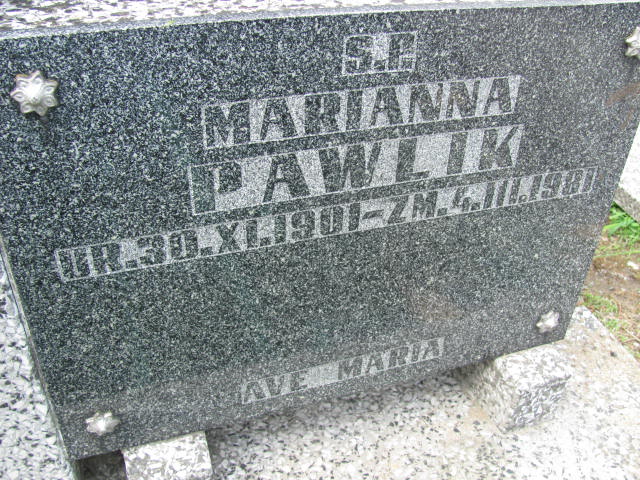 Ś.P.
MARIANNA
PAWLIK
UR.30.XI.1901-ZM.4.III.1981
AVE MARIA